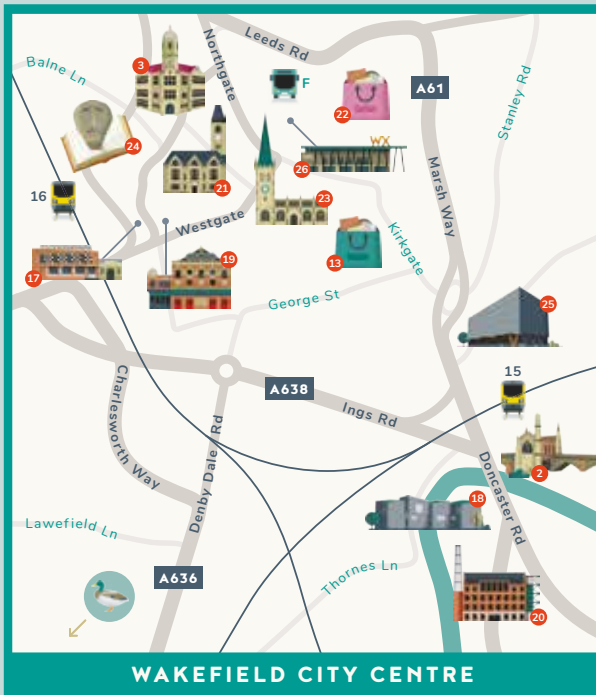 Leeds Rd
Northgate
Balne Ln
3
F
22
A61
Stanley Rd
24
WX
26
16
21
Marsh Way
23
Westgate
Kirkgate
13
17
19
George St
25
15
A638
Charlesworth Way
Ings Rd
Denby Dale Rd
2
Doncaster Rd
18
Lawefield Ln
Thornes Ln
A636
20
WAKEFIELD CITY CENTRE